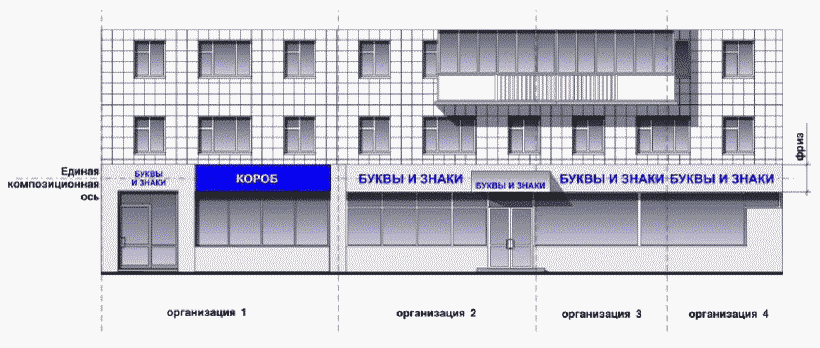 фриз
Единая
композиционная
ось
БУКВЫ
И ЗНАКИ
КОРОБ
БУКВЫ И ЗНАКИ
БУКВЫ И ЗНАКИ
БУКВЫ И ЗНАКИ
БУКВЫ И ЗНАКИ
организация 1
организация 2
организация 3
организация 4